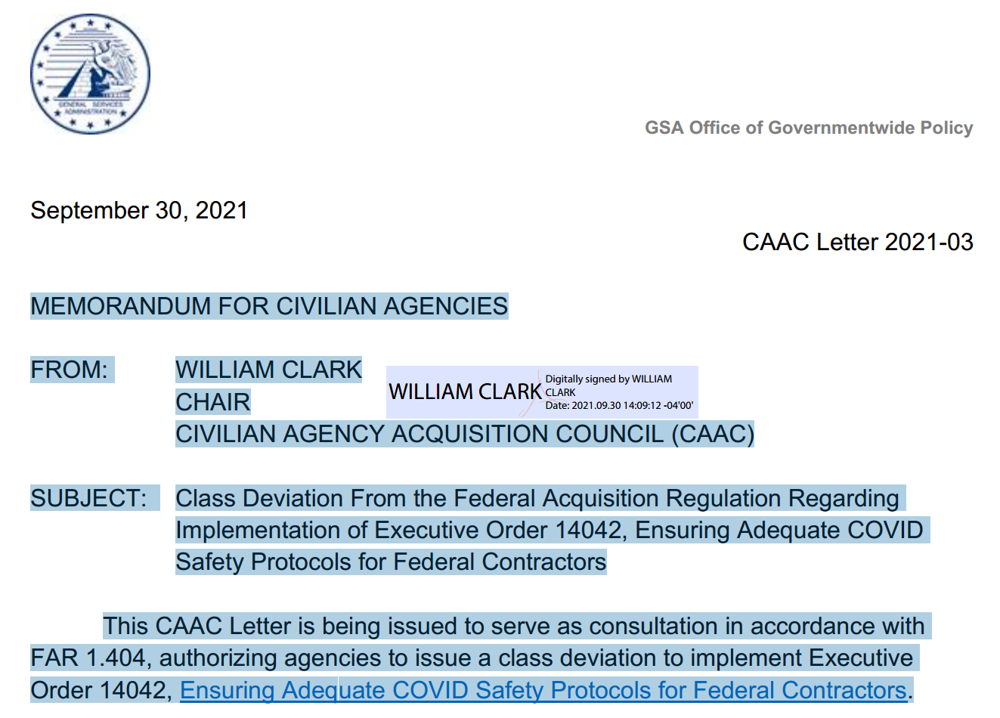 GENERAL SERVICES
ADMINISTRATION
GSA Office of Governmentwide Policy
September 30, 2021
CAAC Letter 2021-03
MEMORANDUM FOR CIVILIAN AGENCIES
FROM: WILLIAM CLARK
CHAIR
CIVILIAN AGENCY ACQUISITION COUNCIL (CAAC)
WILLIAM CLARK
Digitally signed by WILLIAM
CLARK
Date: 2021.09.30 14:09:12 -04'00'
SUBJECT: Class Deviation From the Federal Acquisition Regulation Regarding
Implementation of Executive Order 14042, Ensuring Adequate COVID
Safety Protocols for Federal Contractors
This CAAC Letter is being issued to serve as consultation in accordance with
FAR 1.404, authorizing agencies to issue a class deviation to implement Executive
Order 14042, Ensuring Adequate COVID Safety Protocols for Federal Contractors.